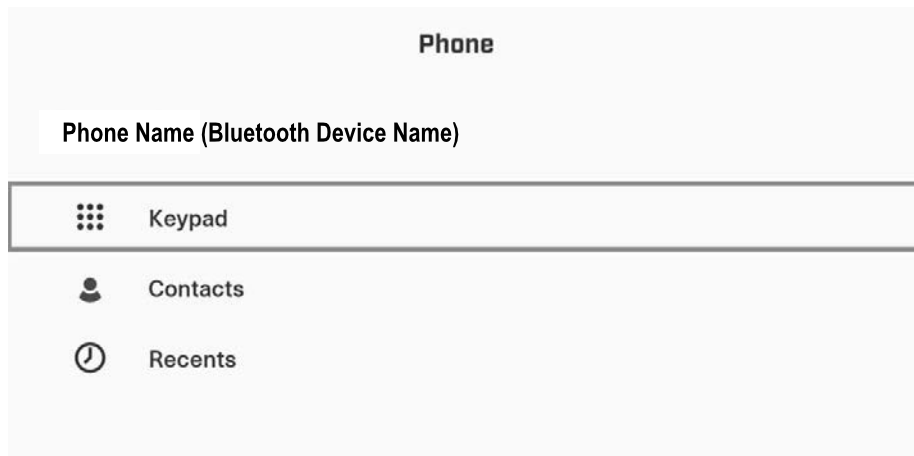 Phone
Phone Name (Bluetooth Device Name)
Keypad
Contacts
Recents